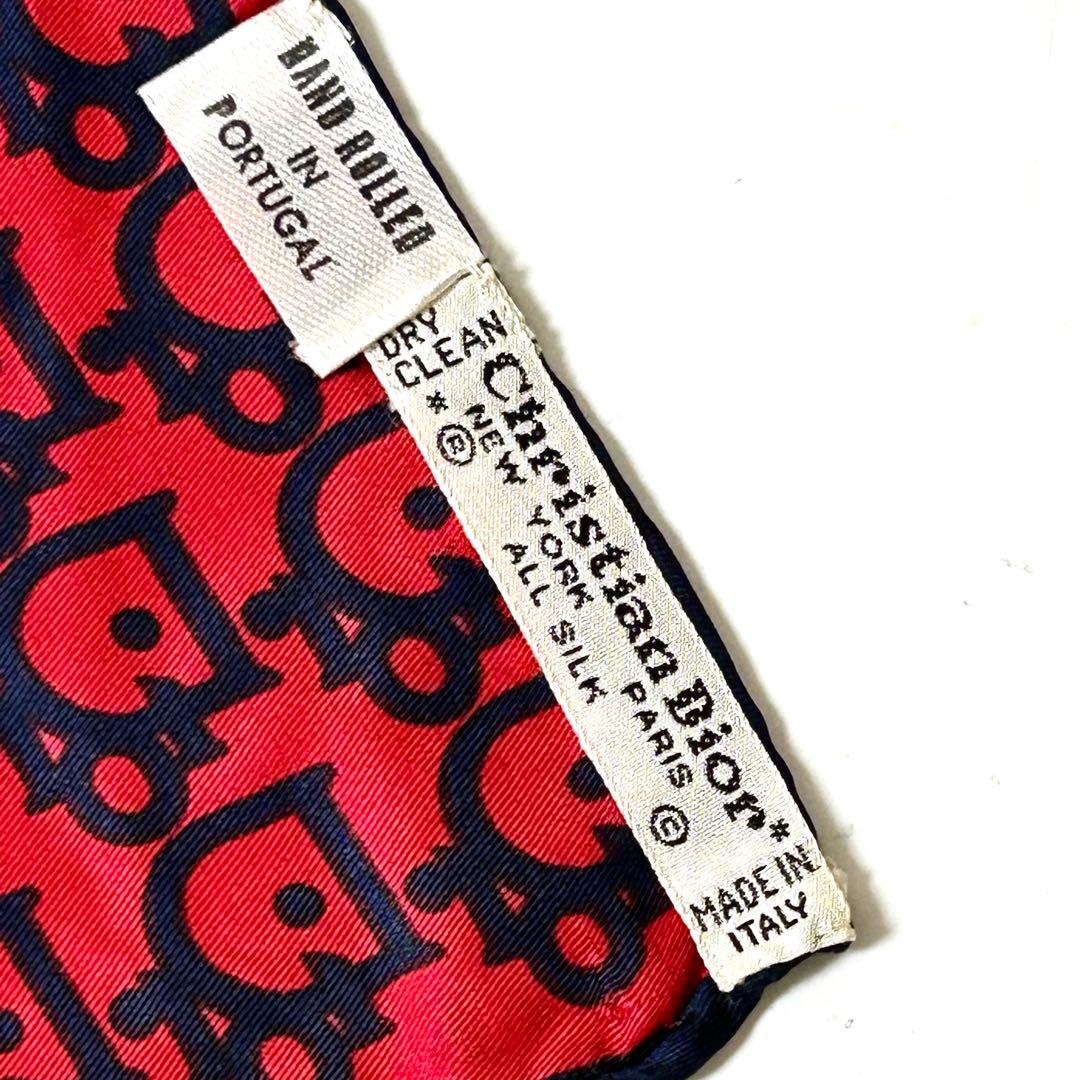 HAND ROLLED
IN
PORTUGAL
DRY
CLEAN
Christian Dior*
* NEW YORK PARIS
® ALL SILK ©
MADE IN
ITALY